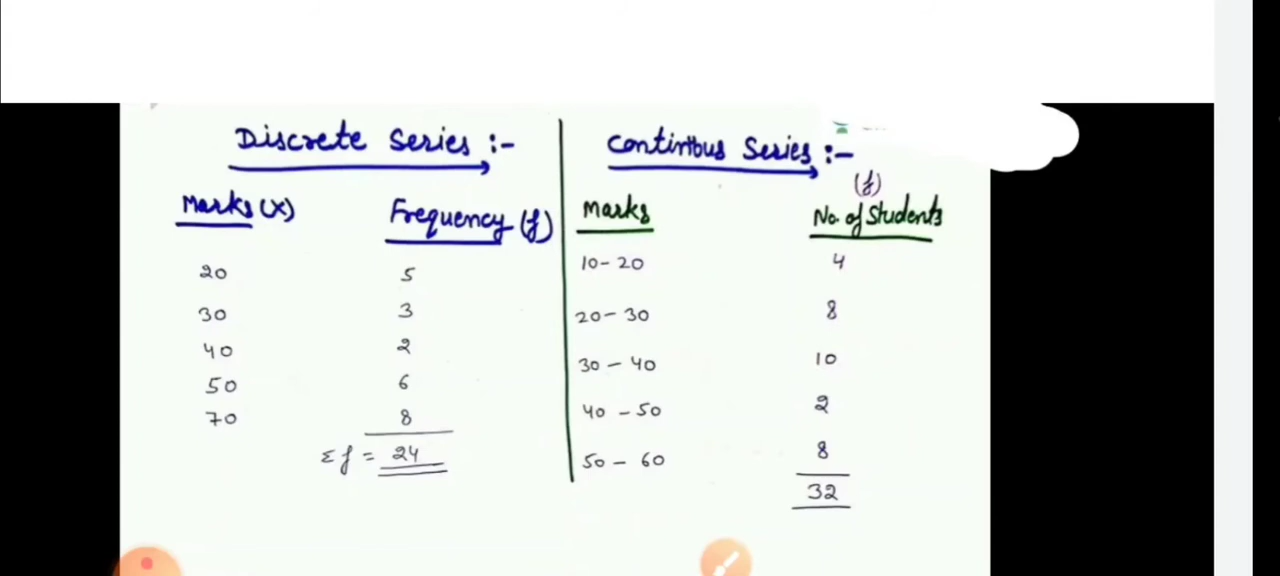 Discrete Series :-
Marks (X) Frequency (f)
20 5
30 3
40 2
50 6
70 8
Σf = 24
Continuous Series :-
(f)
Marks No. of Students
10 - 20 4
20 - 30 8
30 - 40 10
40 - 50 2
50 - 60 8
32